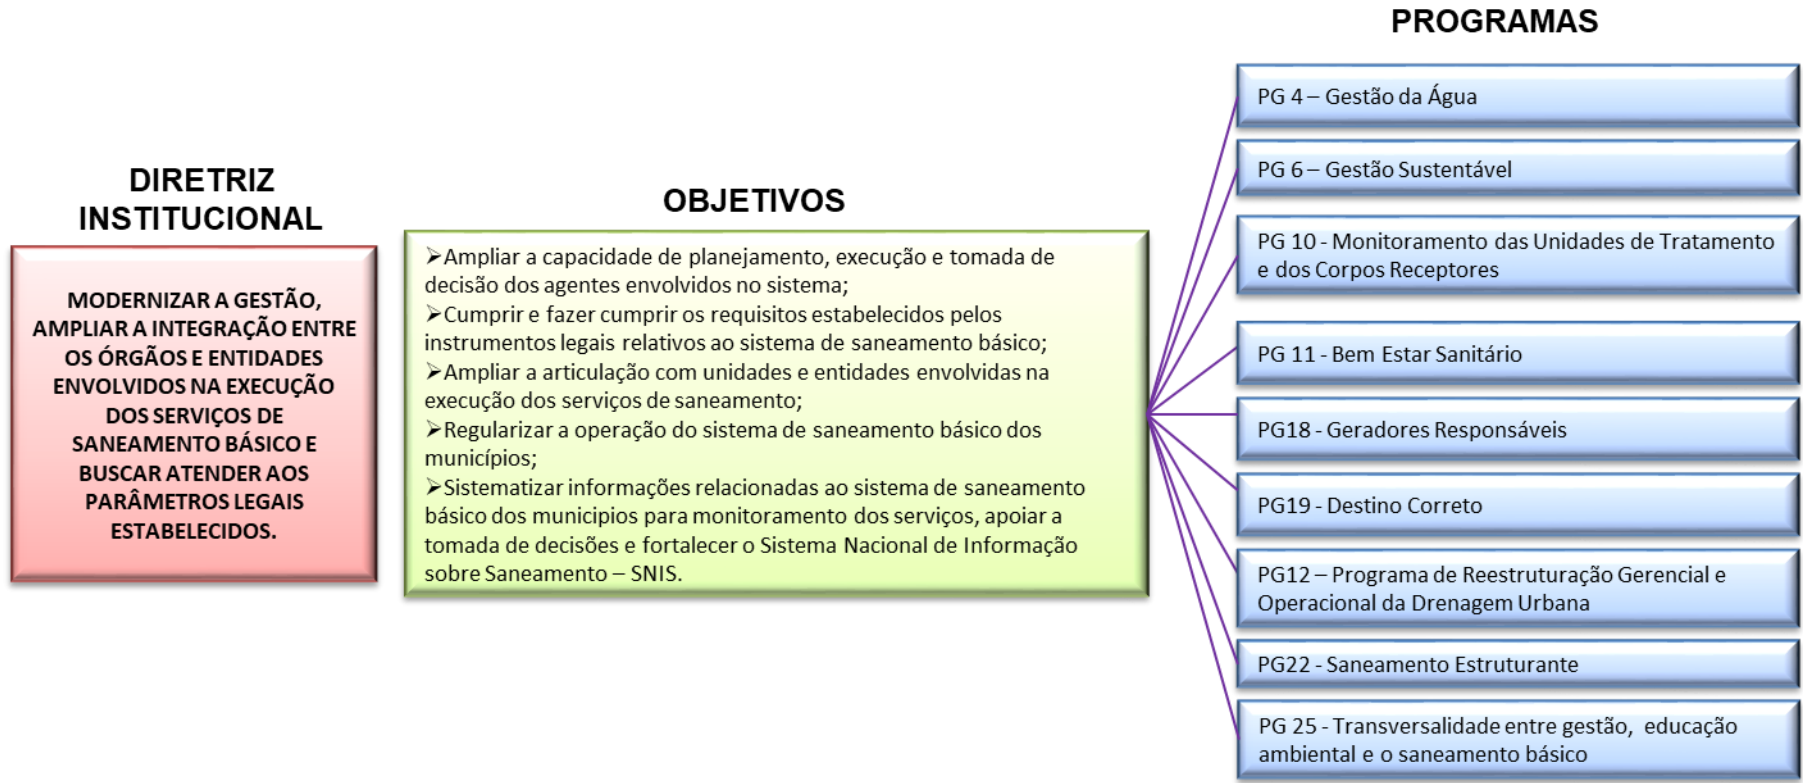 DIRETRIZ
INSTITUCIONAL
MODERNIZAR A GESTÃO,
AMPLIAR A INTEGRAÇÃO ENTRE
OS ÓRGÃOS E ENTIDADES
ENVOLVIDOS NA EXECUÇÃO
DOS SERVIÇOS DE
SANEAMENTO BÁSICO E
BUSCAR ATENDER AOS
PARÂMETROS LEGAIS
ESTABELECIDOS.
OBJETIVOS
➢Ampliar a capacidade de planejamento, execução e tomada de
decisão dos agentes envolvidos no sistema;
➢Cumprir e fazer cumprir os requisitos estabelecidos pelos
instrumentos legais relativos ao sistema de saneamento básico;
➢Ampliar a articulação com unidades e entidades envolvidas na
execução dos serviços de saneamento;
➢Regularizar a operação do sistema de saneamento básico dos
municípios;
➢Sistematizar informações relacionadas ao sistema de saneamento
básico dos municipios para monitoramento dos serviços, apoiar a
tomada de decisões e fortalecer o Sistema Nacional de Informação
sobre Saneamento – SNIS.
PROGRAMAS
PG 4 – Gestão da Água
PG 6 – Gestão Sustentável
PG 10 - Monitoramento das Unidades de Tratamento
e dos Corpos Receptores
PG 11 - Bem Estar Sanitário
PG18 - Geradores Responsáveis
PG19 - Destino Correto
PG12 – Programa de Reestruturação Gerencial e
Operacional da Drenagem Urbana
PG22 - Saneamento Estruturante
PG 25 - Transversalidade entre gestão, educação
ambiental e o saneamento básico